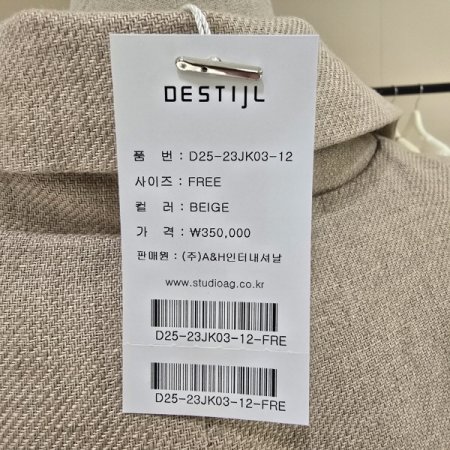 DESTIJL
품 번 : D25-23JK03-12
사이즈 : FREE
컬 러 : BEIGE
가 격 : ₩350,000
판매원 : (주)A&H인터내셔날
www.studioag.co.kr
D25-23JK03-12-FRE
D25-23JK03-12-FRE